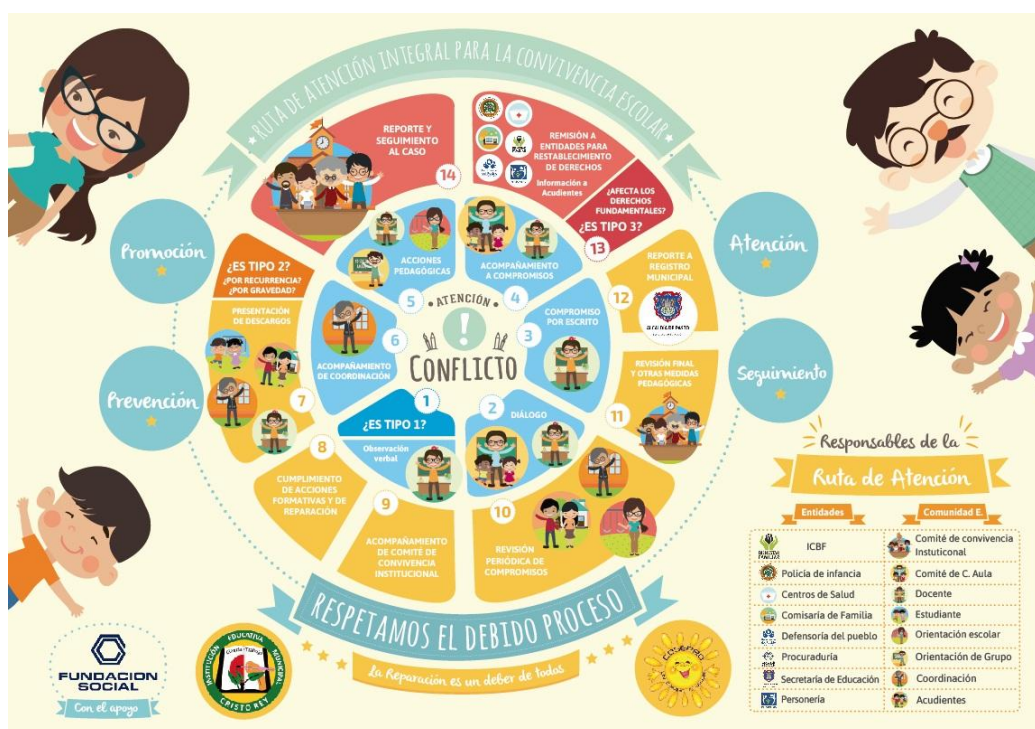 RUTA DE ATENCIÓN INTEGRAL PARA LA CONVIVENCIA ESCOLAR
REPORTE Y
SEGUIMIENTO
AL CASO
14
REMISIÓN A
ENTIDADES PARA
RESTABLECIMIENTO
DE DERECHOS
Información a
Acudientes
¿AFECTA LOS
DERECHOS
FUNDAMENTALES?
¿ES TIPO 3?
13
REPORTE A
REGISTRO
MUNICIPAL
12
ALCALDÍA DE PASTO
REVISIÓN FINAL
Y OTRAS MEDIDAS
PEDAGÓGICAS
11
REVISIÓN
PERIÓDICA DE
COMPROMISOS
10
ACOMPAÑAMIENTO
DE COMITÉ DE
CONVIVENCIA
INSTITUCIONAL
9
CUMPLIMIENTO
DE ACCIONES
FORMATIVAS Y DE
REPARACIÓN
8
¿ES TIPO 2?
¿POR RECURRENCIA?
¿POR GRAVEDAD?
PRESENTACIÓN
DE DESCARGOS
7
ACOMPAÑAMIENTO
DE COORDINACIÓN
6
ACCIONES
PEDAGÓGICAS
5
ACOMPAÑAMIENTO
A COMPROMISOS
4
COMPROMISO
POR ESCRITO
3
DIÁLOGO
2
1
¿ES TIPO 1?
Observación
verbal
ATENCIÓN
!
CONFLICTO
Promoción
Prevención
Atención
Seguimiento
RESPETAMOS EL DEBIDO PROCESO
La Reparación es un deber de todos
Responsables de la
Ruta de Atención
Entidades
Comunidad E.
ICBF
Comité de convivencia
Insituticonal
Policia de infancia
Comité de C. Aula
Centros de Salud
Docente
Comisaría de Familia
Estudiante
Defensoría del pueblo
Orientación escolar
Procuraduría
Orientación de Grupo
Secretaría de Educación
Coordinación
Personería
Acudientes
FUNDACION
SOCIAL
Con el apoyo
INSTITUCIÓN EDUCATIVA MUNICIPAL
CRISTO REY